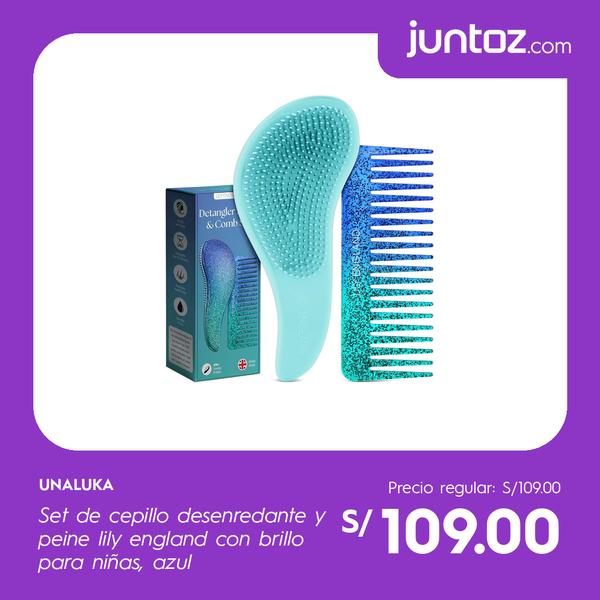 juntoz.com
Detangler
& Comb
ENGLAND
UNALUKA
Set de cepillo desenredante y
peine lily england con brillo
para niñas, azul
Precio regular: S/109.00
S/109.00